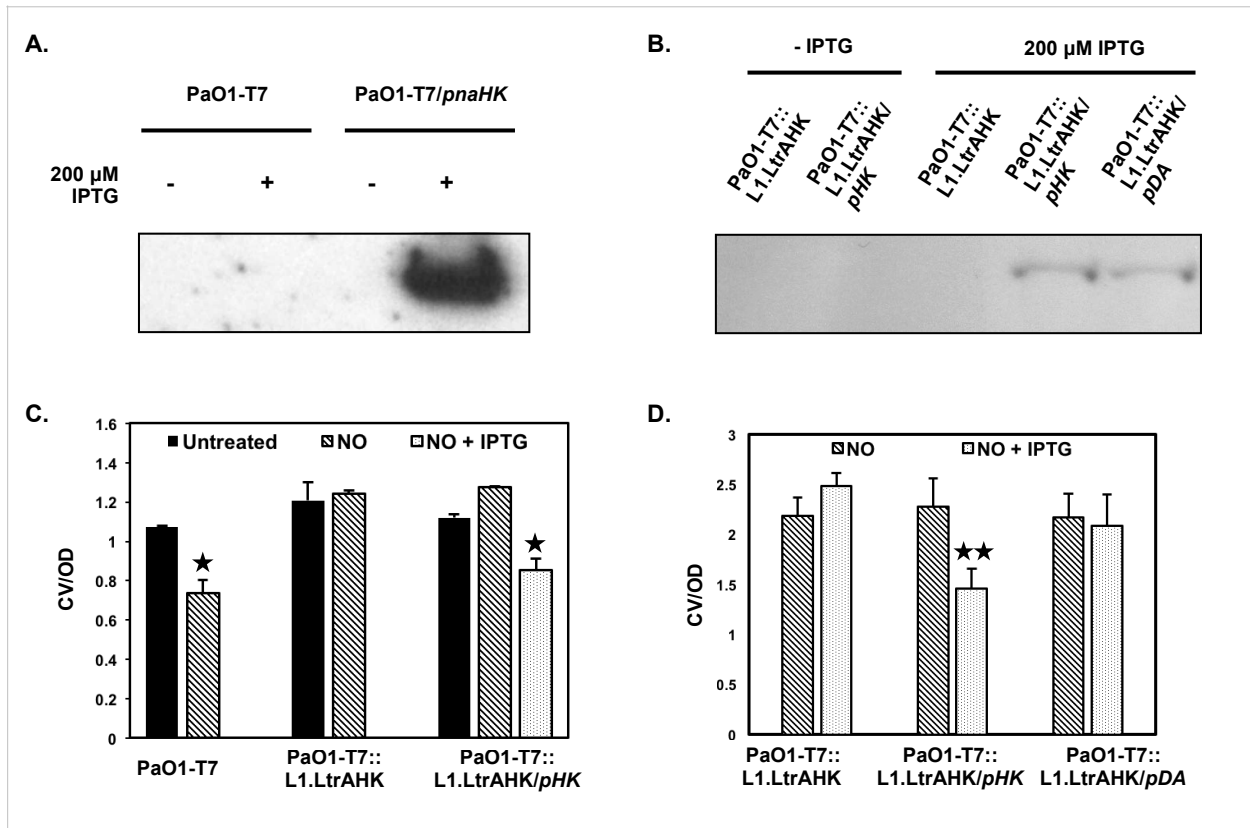 A.
PaO1-T7 PaO1-T7/pnaHK
200 µM
IPTG
- + - +
B.
- IPTG 200 µM IPTG
PaO1-T7::
L1.LtrAHK
PaO1-T7::
L1.LtrAHK/
pHK
PaO1-T7::
L1.LtrAHK
PaO1-T7::
L1.LtrAHK/
pHK
PaO1-T7::
L1.LtrAHK/
pDA
C.
Untreated NO NO + IPTG
CV/OD
1.6
1.4
1.2
1
0.8
0.6
0.4
0.2
0
★ ★
PaO1-T7
PaO1-T7::
L1.LtrAHK
PaO1-T7::
L1.LtrAHK/pHK
D.
NO NO + IPTG
CV/OD
3
2.5
2
1.5
1
0.5
0
★★
PaO1-T7::
L1.LtrAHK
PaO1-T7::
L1.LtrAHK/pHK
PaO1-T7::
L1.LtrAHK/pDA